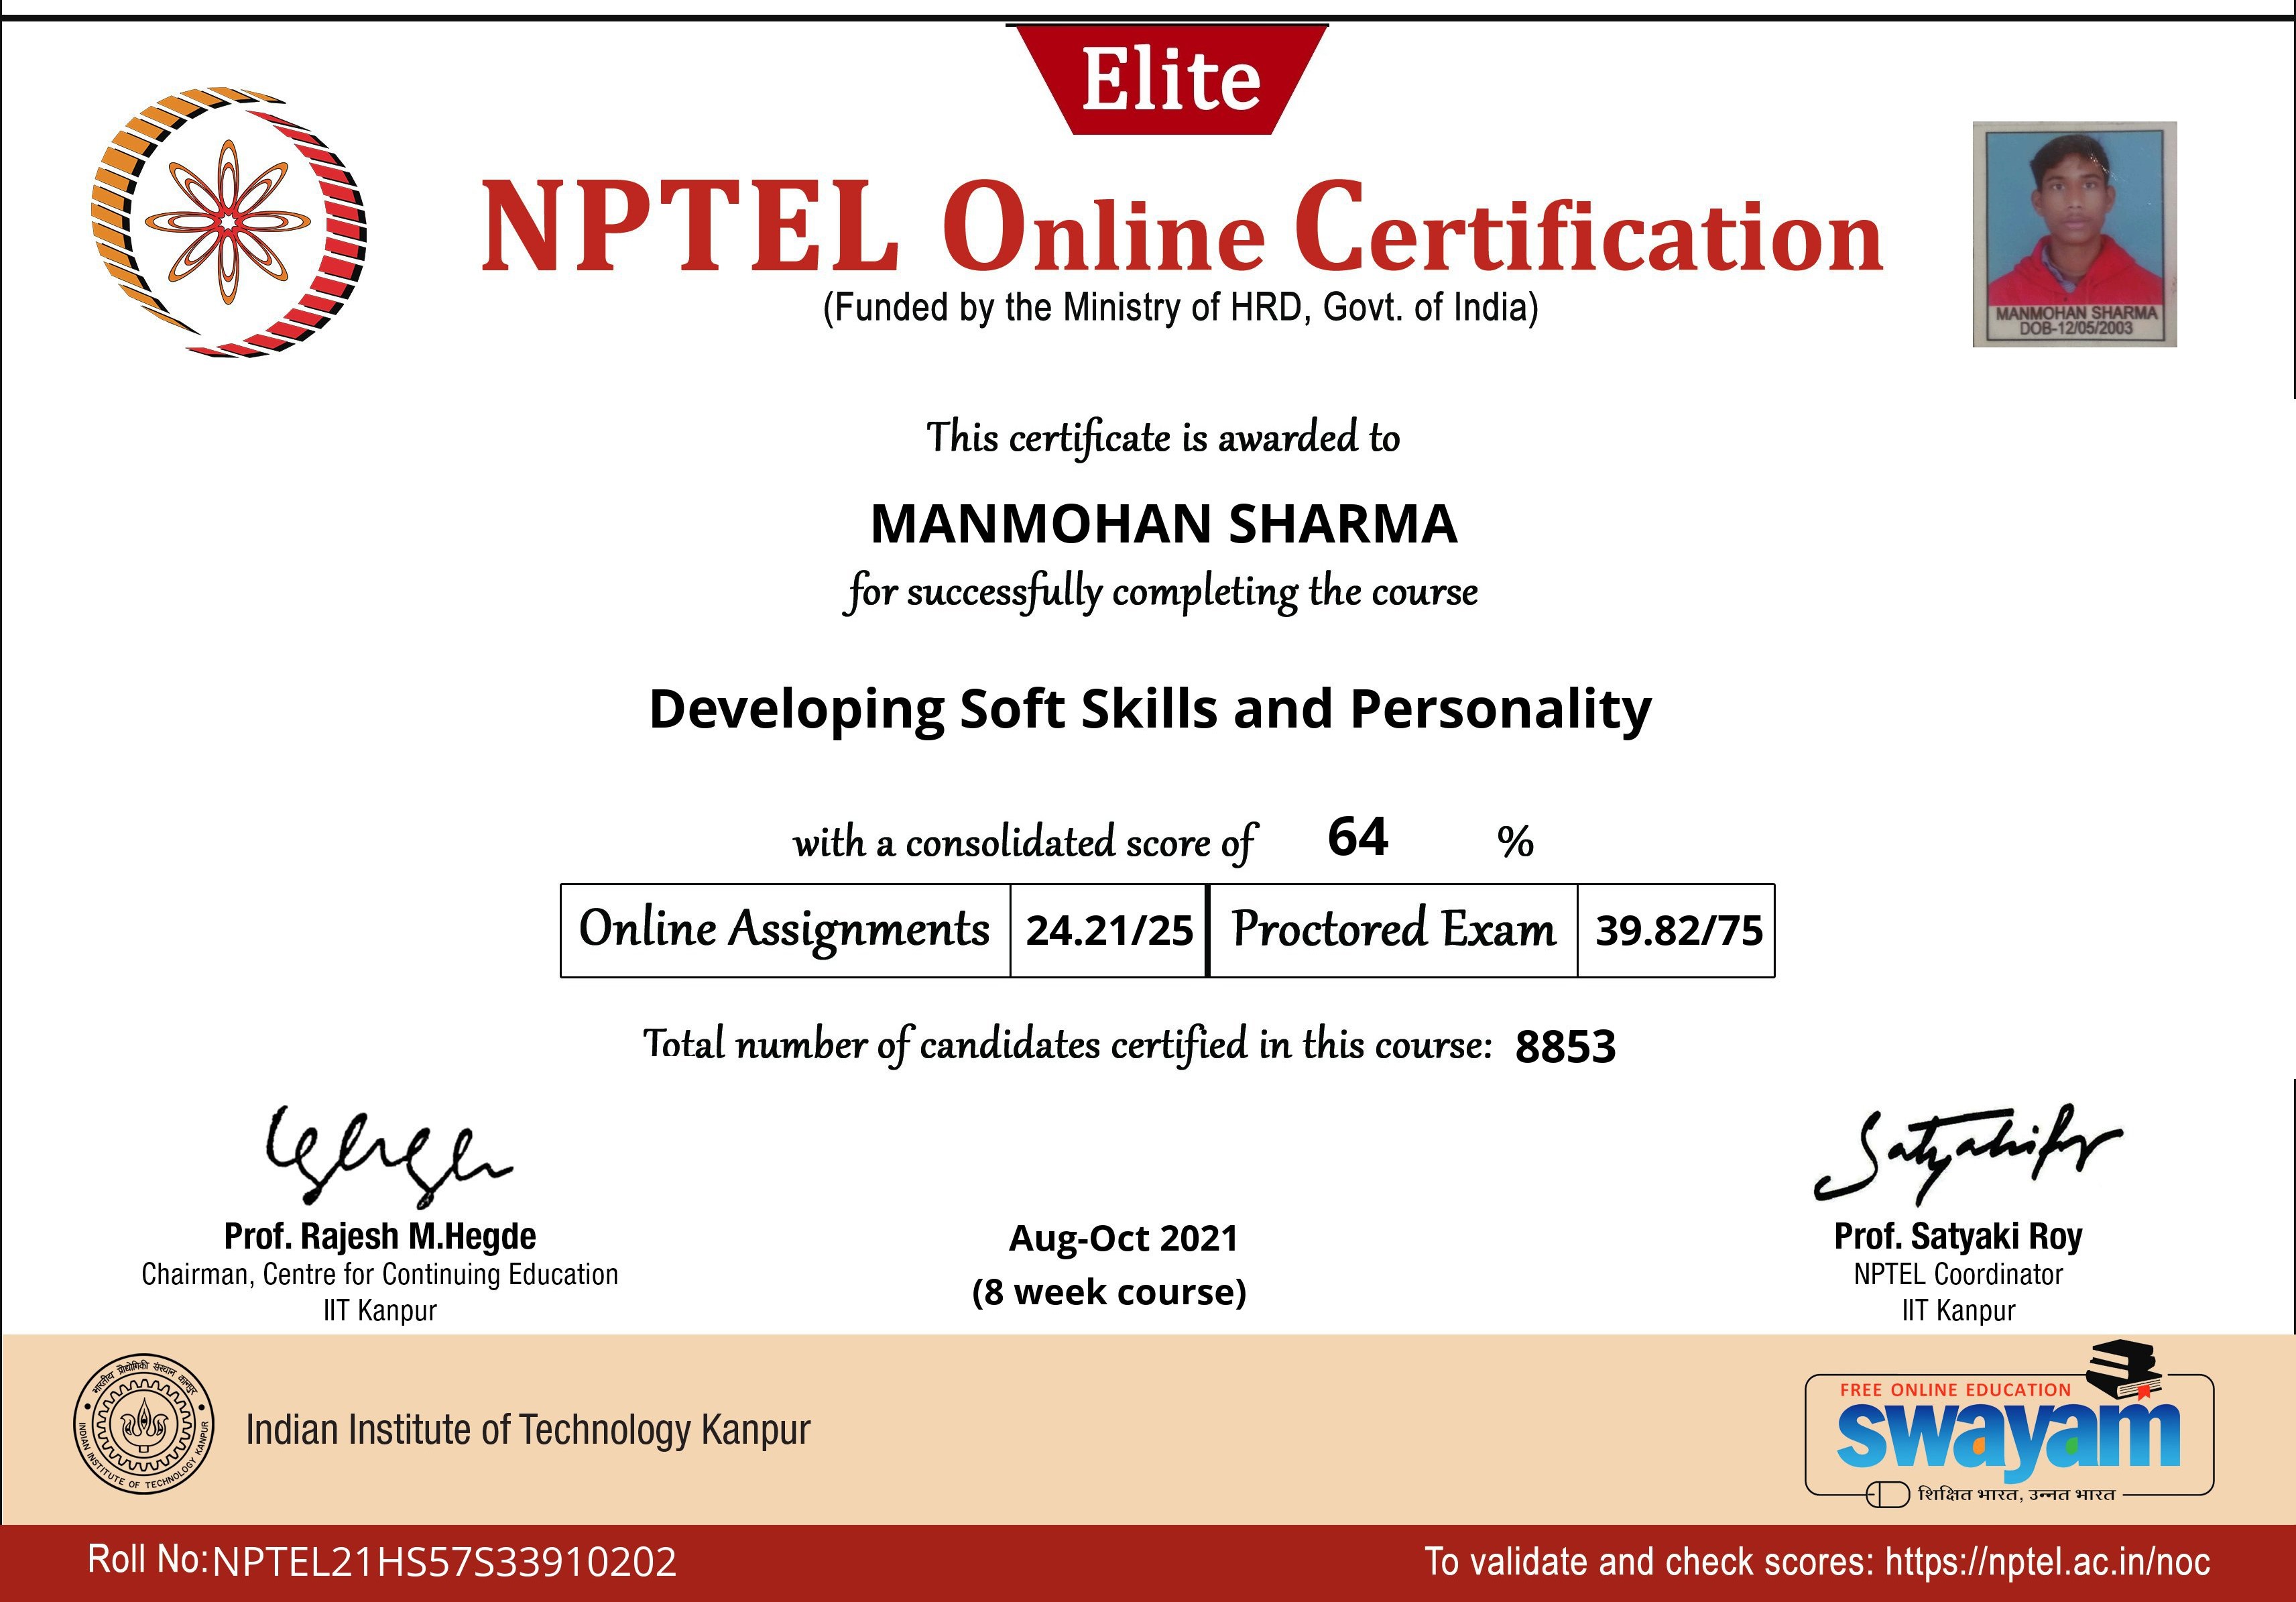 Elite
NPTEL Online Certification
(Funded by the Ministry of HRD, Govt. of India)
MANMOHAN SHARMA
DOB-12/05/2003
This certificate is awarded to
MANMOHAN SHARMA
for successfully completing the course
Developing Soft Skills and Personality
with a consolidated score of 64 %
Online Assignments 24.21/25 Proctored Exam 39.82/75
Total number of candidates certified in this course: 8853
Prof. Rajesh M.Hegde
Chairman, Centre for Continuing Education
IIT Kanpur
Aug-Oct 2021
(8 week course)
Prof. Satyaki Roy
NPTEL Coordinator
IIT Kanpur
भारतीय प्रौद्योगिकी संस्थान कानपुर
INDIAN INSTITUTE OF TECHNOLOGY KANPUR
Indian Institute of Technology Kanpur
FREE ONLINE EDUCATION
swayam
शिक्षित भारत, उन्नत भारत
Roll No:NPTEL21HS57S33910202
To validate and check scores: https://nptel.ac.in/noc